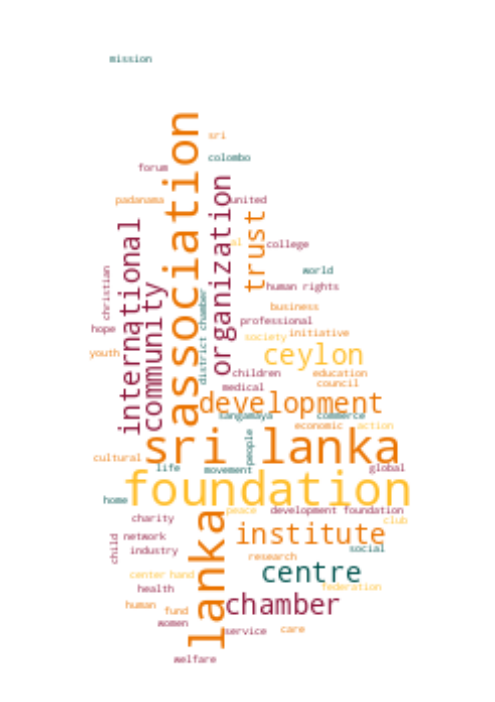 mission
association
sri
colombo
forum
organization
united
padanama
trust
international
al
college
world
christian
human rights
community
district chamber
business
hope
professional
initiative
society
youth
ceylon
children
education
medical
council
development
sangamaya
commerce
economic
action
people
sri lanka
cultural
life
movement
global
foundation
home
peace
development foundation
lanka
charity
club
institute
child
network
industry
social
research
center
hand
centre
health
federation
human
fund
chamber
women
service
care
welfare